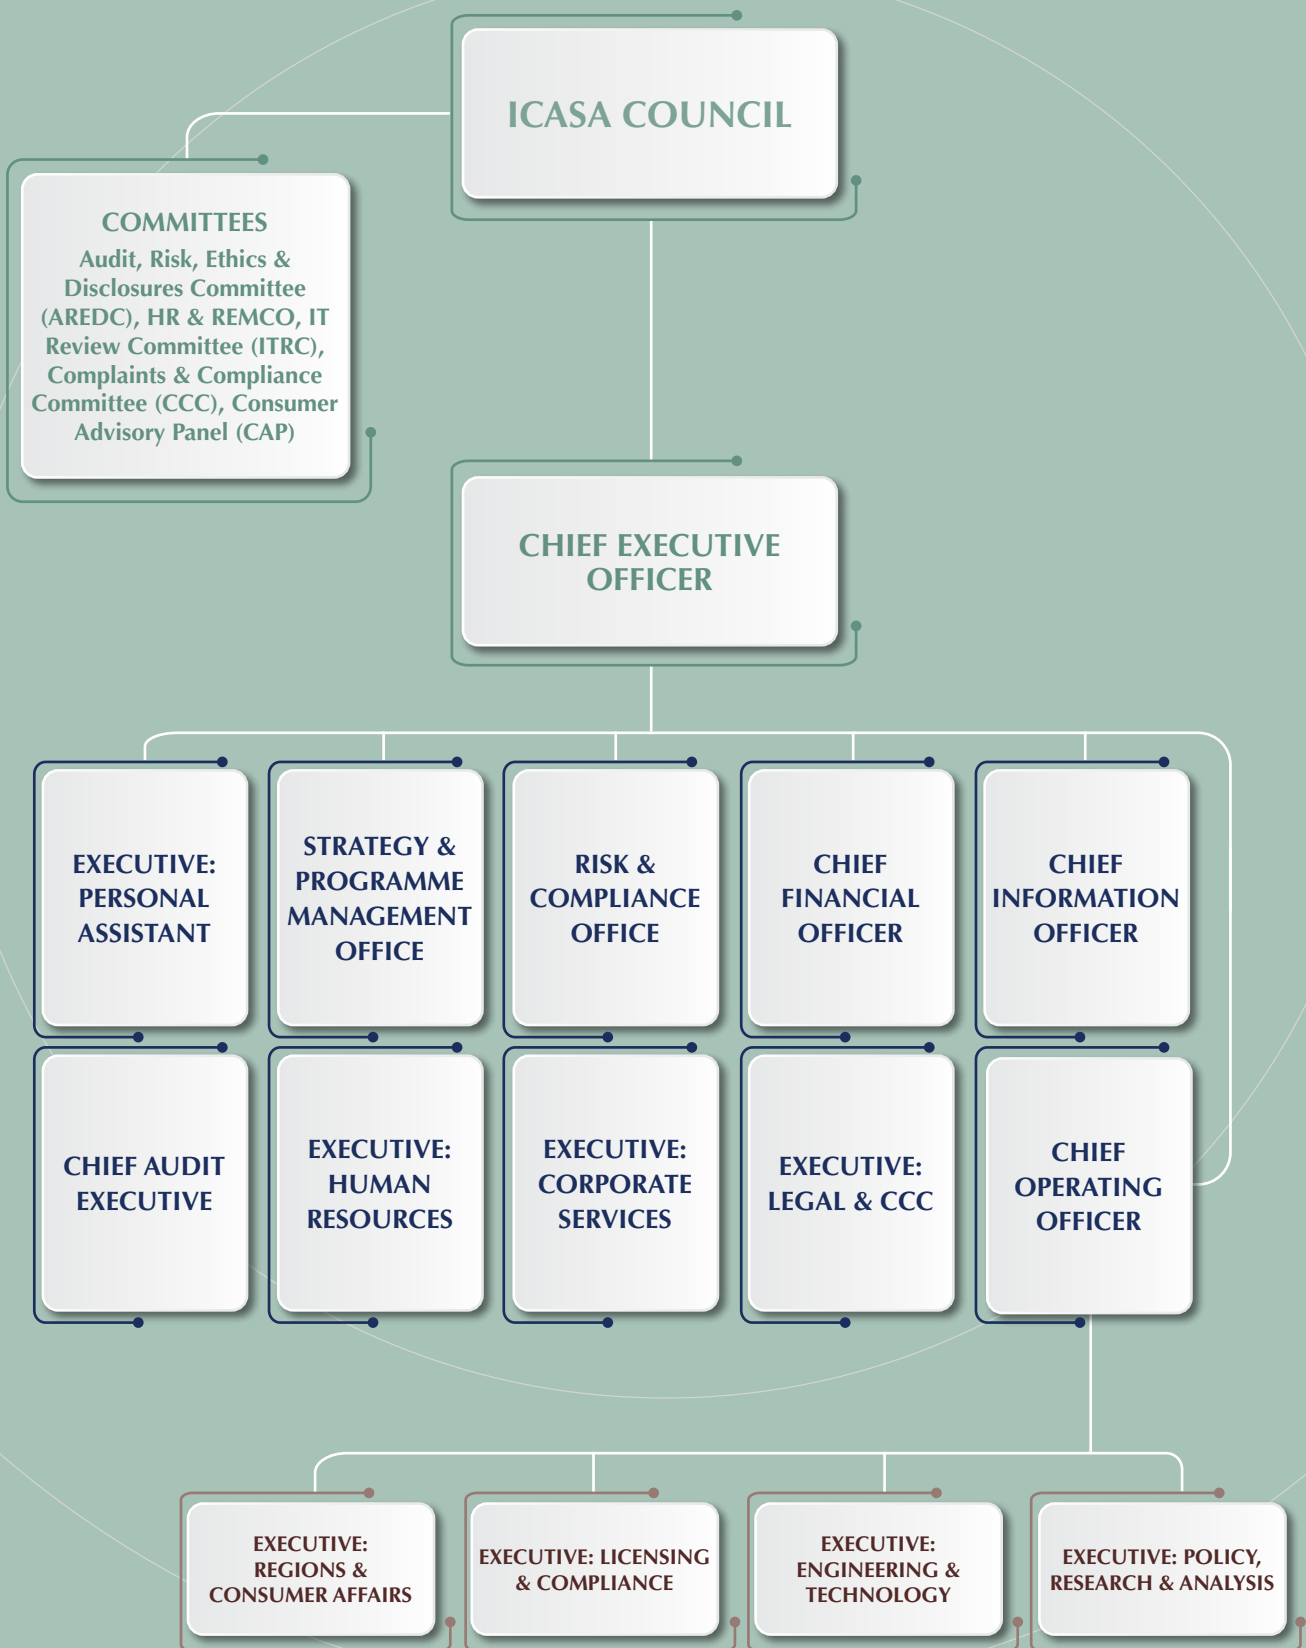 ICASA COUNCIL
COMMITTEES
Audit, Risk, Ethics &
Disclosures Committee
(AREDC), HR & REMCO, IT
Review Committee (ITRC),
Complaints & Compliance
Committee (CCC), Consumer
Advisory Panel (CAP)
CHIEF EXECUTIVE
OFFICER
EXECUTIVE:
PERSONAL
ASSISTANT
STRATEGY &
PROGRAMME
MANAGEMENT
OFFICE
RISK &
COMPLIANCE
OFFICE
CHIEF
FINANCIAL
OFFICER
CHIEF
INFORMATION
OFFICER
CHIEF AUDIT
EXECUTIVE
EXECUTIVE:
HUMAN
RESOURCES
EXECUTIVE:
CORPORATE
SERVICES
EXECUTIVE:
LEGAL & CCC
CHIEF
OPERATING
OFFICER
EXECUTIVE:
REGIONS &
CONSUMER AFFAIRS
EXECUTIVE: LICENSING
& COMPLIANCE
EXECUTIVE:
ENGINEERING &
TECHNOLOGY
EXECUTIVE: POLICY,
RESEARCH & ANALYSIS